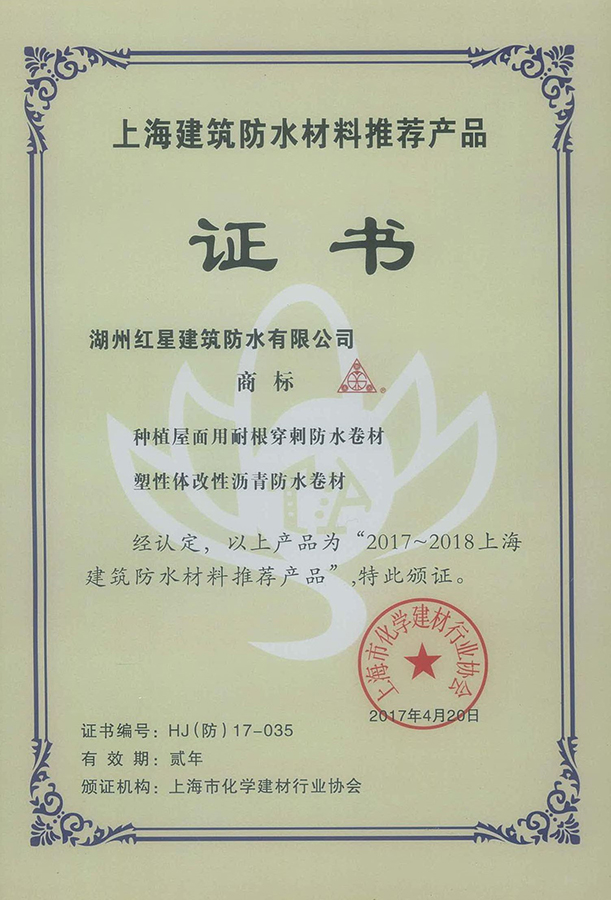 上海建筑防水材料推荐产品
证书
湖州红星建筑防水有限公司
商标
®
种植屋面用耐根穿刺防水卷材
塑性体改性沥青防水卷材
经认定，以上产品为“2017~2018上海
建筑防水材料推荐产品”,特此颁证。
上海市化学建材行业协会
2017年4月20日
证书编号：HJ(防)17-035
有效期：贰年
颁证机构：上海市化学建材行业协会